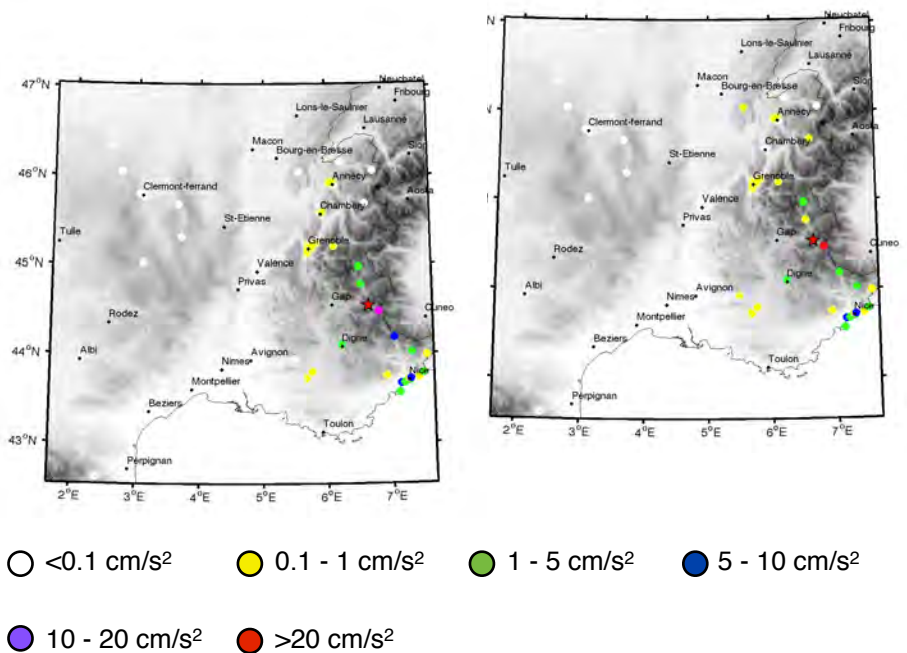 Neuchatel
Fribourg
47°N
Lons-le-Saulnier
Lausanne
Macon
Bourg-en-Bresse
Sion
46°N
Annecy
Clermont-ferrand
Aosta
Chambery
St-Etienne
Tulle
Grenoble
45°N
Valence
Privas
Gap
Cuneo
Rodez
44°N
Albi
Digne
Avignon
Nimes
Nice
Montpellier
Beziers
Toulon
43°N
Perpignan
2°E 3°E 4°E 5°E 6°E 7°E
N
Neuchatel
Fribourg
Lons-le-Saulnier
Lausanne
Macon
Bourg-en-Bresse
Sion
N
Annecy
Clermont-ferrand
Aosta
Chambery
St-Etienne
Tulle
Grenoble
Valence
Privas
Gap
Cuneo
Rodez
Digne
Albi
Nimes
Avignon
Nice
Montpellier
Beziers
Toulon
Perpignan
2°E 3°E 4°E 5°E 6°E 7°E
<0.1 cm/s²
0.1 - 1 cm/s²
1 - 5 cm/s²
5 - 10 cm/s²
10 - 20 cm/s²
>20 cm/s²